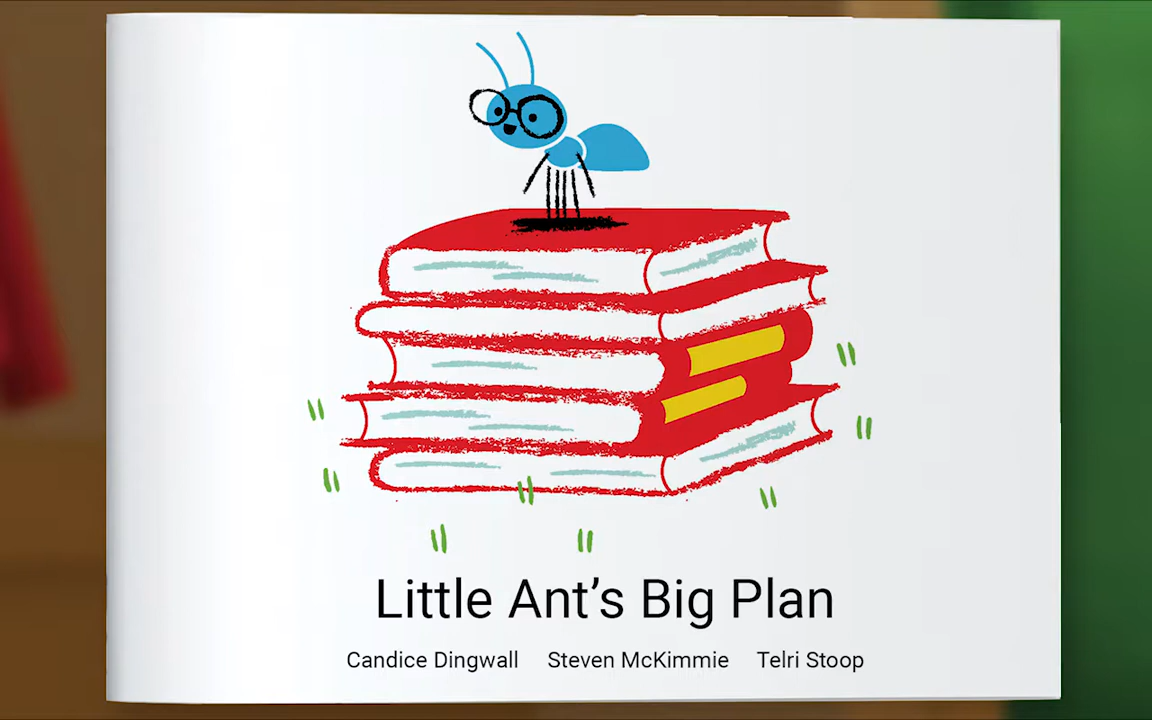 Little Ant’s Big Plan
Candice Dingwall Steven McKimmie Telri Stoop